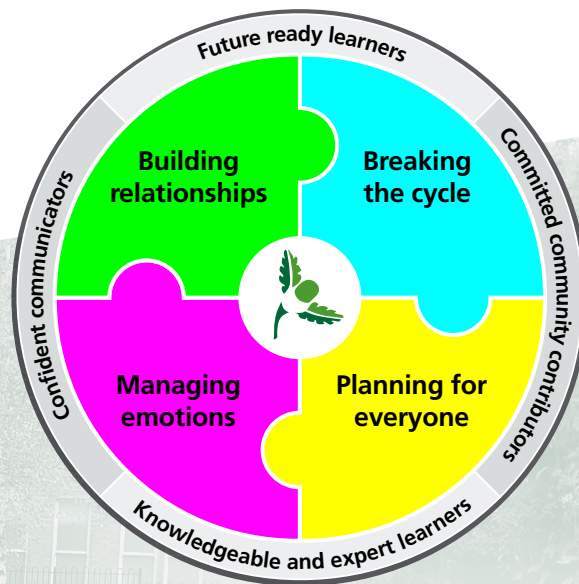 Future ready learners
Building
relationships
Breaking
the cycle
Confident communicators
Committed community contributors
Managing
emotions
Planning for
everyone
Knowledgeable and expert learners